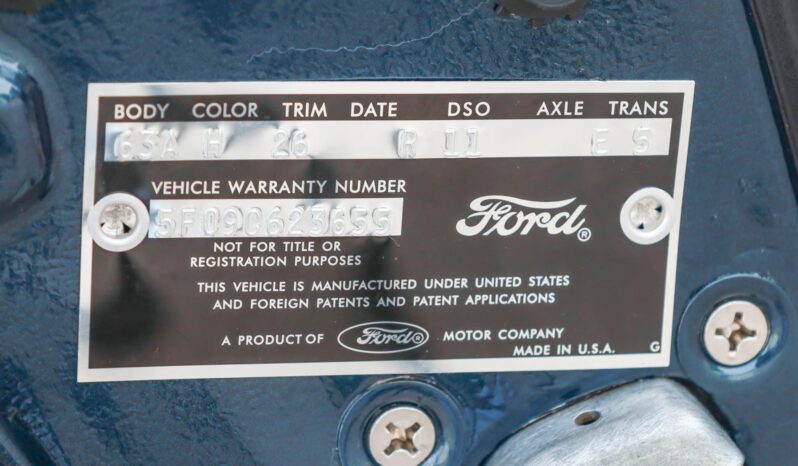 BODY COLOR TRIM DATE DSO AXLE TRANS
63A H 26 R 11 E 5
VEHICLE WARRANTY NUMBER
5F09C623655
Ford®
NOT FOR TITLE OR
REGISTRATION PURPOSES
THIS VEHICLE IS MANUFACTURED UNDER UNITED STATES
AND FOREIGN PATENTS AND PATENT APPLICATIONS
A PRODUCT OF Ford® MOTOR COMPANY
MADE IN U.S.A. G